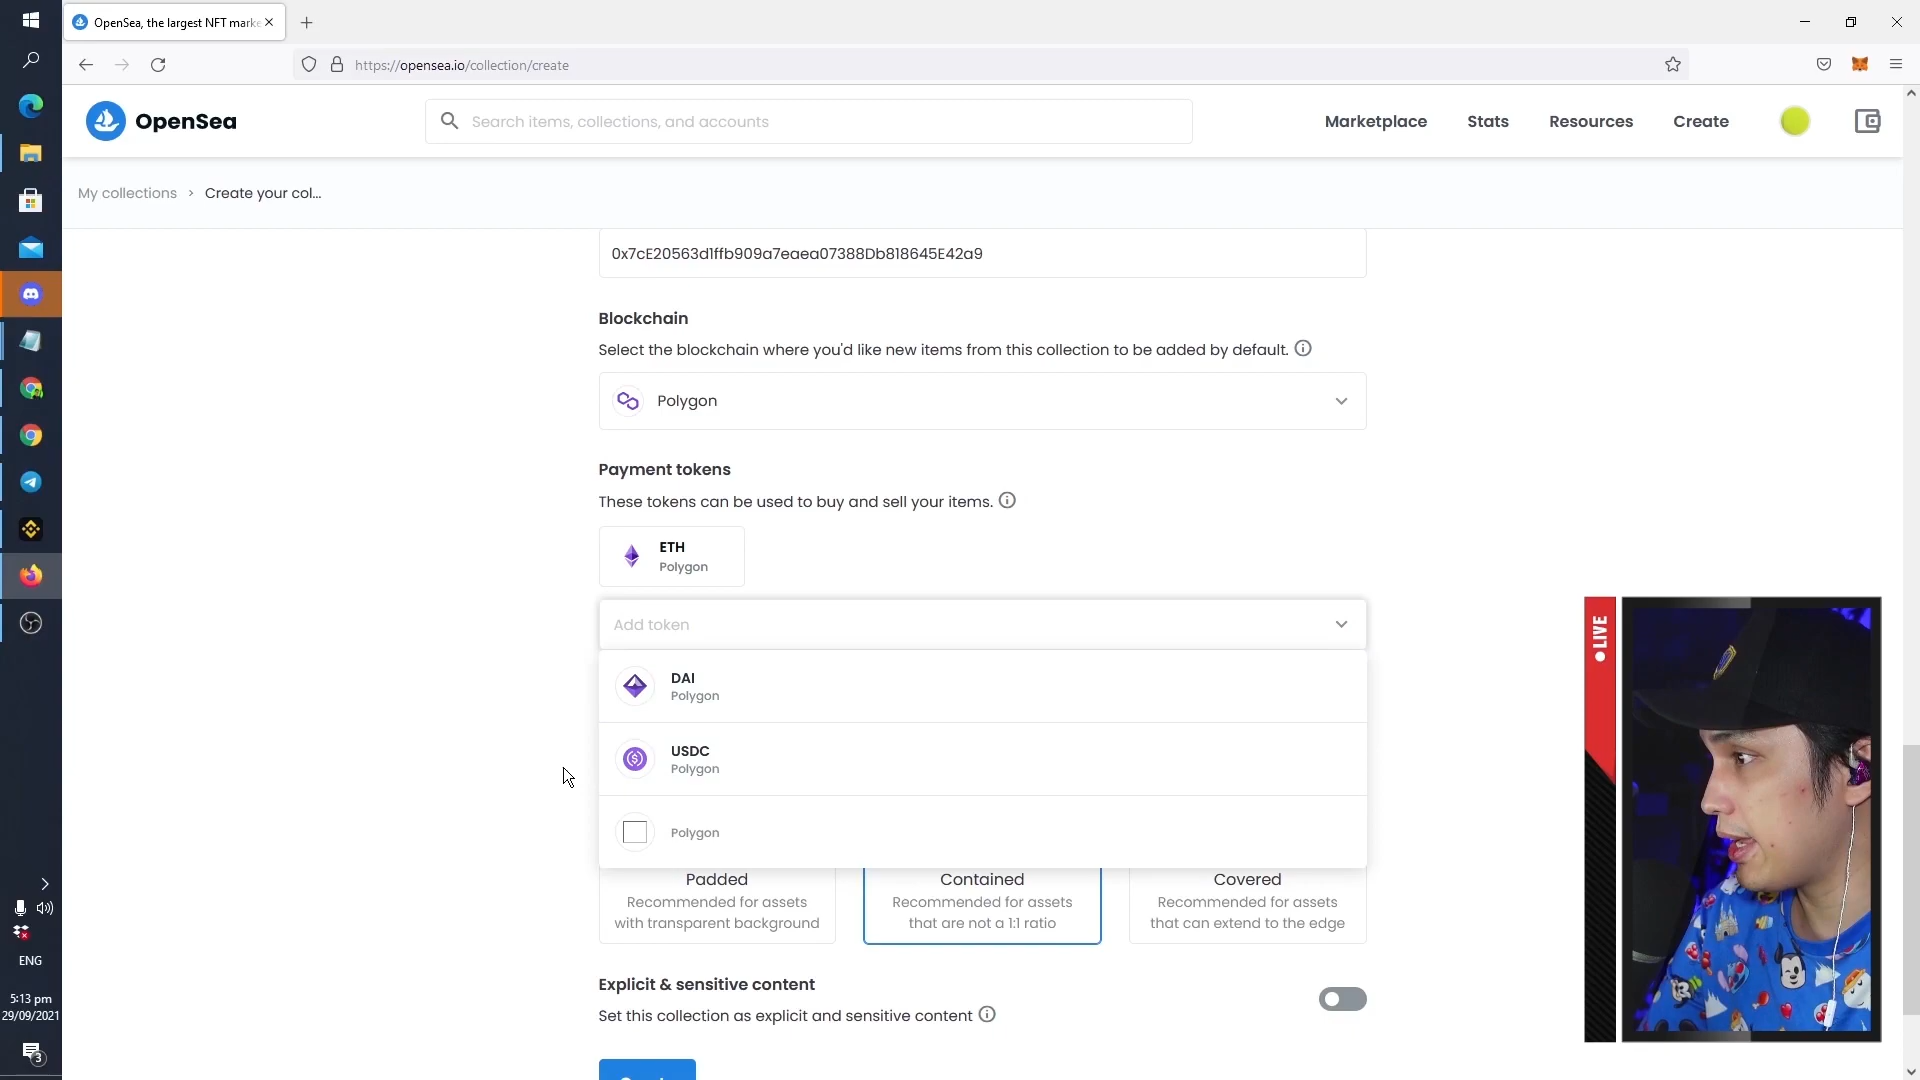 OpenSea, the largest NFT marke
https://opensea.io/collection/create
OpenSea
Search items, collections, and accounts
Marketplace
Stats
Resources
Create
My collections > Create your col...
0x7cE20563d1ffb909a7eaea07388Db818645E42a9
Blockchain
Select the blockchain where you'd like new items from this collection to be added by default.
Polygon
Payment tokens
These tokens can be used to buy and sell your items.
ETH
Polygon
Add token
DAI
Polygon
USDC
Polygon
Polygon
Padded
Recommended for assets
with transparent background
Contained
Recommended for assets
that are not a 1:1 ratio
Covered
Recommended for assets
that can extend to the edge
Explicit & sensitive content
Set this collection as explicit and sensitive content
LIVE
ENG
5:13 pm
29/09/2021
3